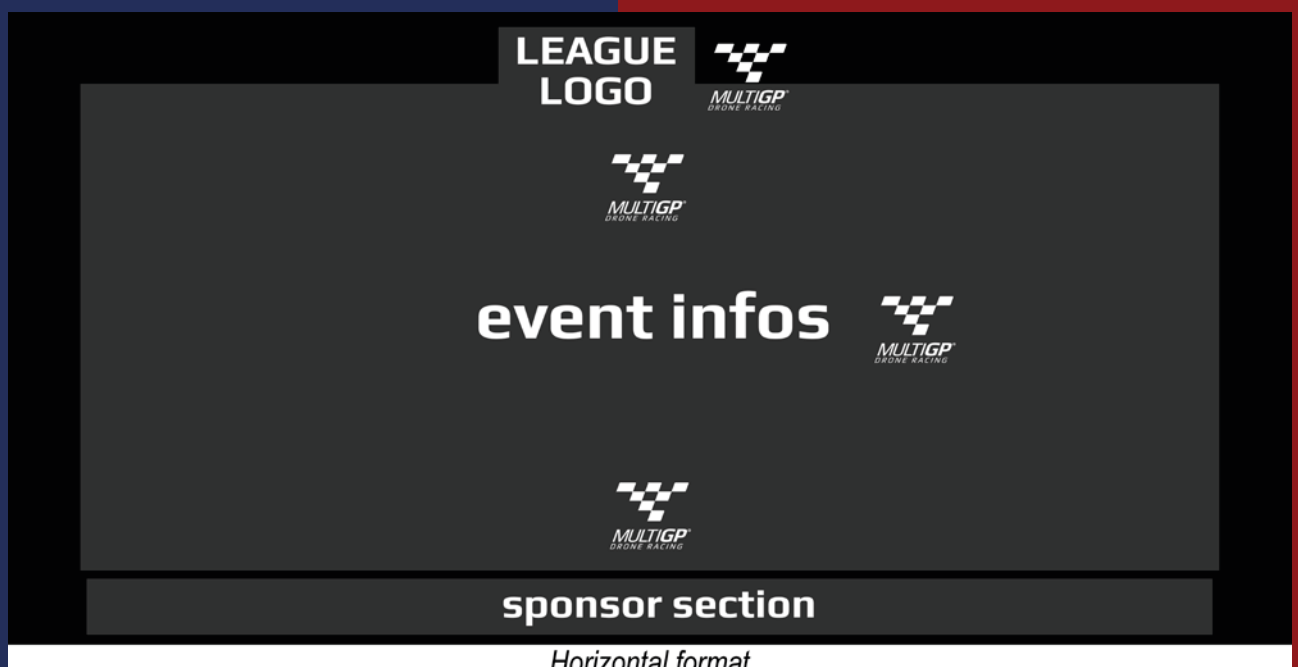 LEAGUE
LOGO
MULTIGP®
DRONE RACING
MULTIGP®
DRONE RACING
event infos
MULTIGP®
DRONE RACING
MULTIGP®
DRONE RACING
sponsor section
Horizontal format